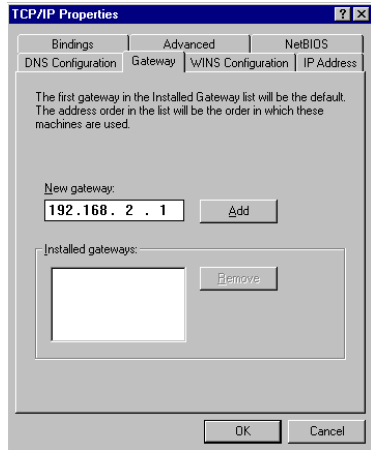 TCP/IP Properties
Bindings Advanced NetBIOS
DNS Configuration Gateway WINS Configuration IP Address
The first gateway in the Installed Gateway list will be the default.
The address order in the list will be the order in which these
machines are used.
New gateway:
192.168. 2 . 1 Add
Installed gateways:
Remove
OK Cancel